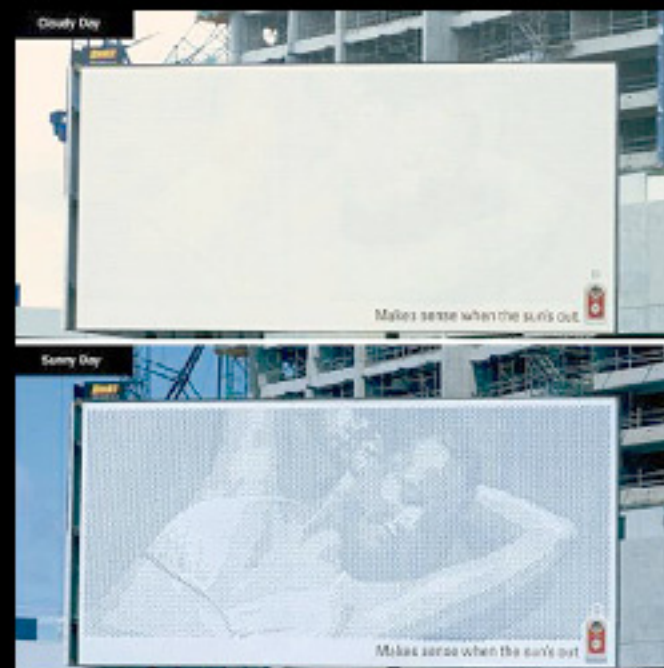 Cloudy Day
Makes sense when the sun's out.
Sunny Day
Makes sense when the sun's out.